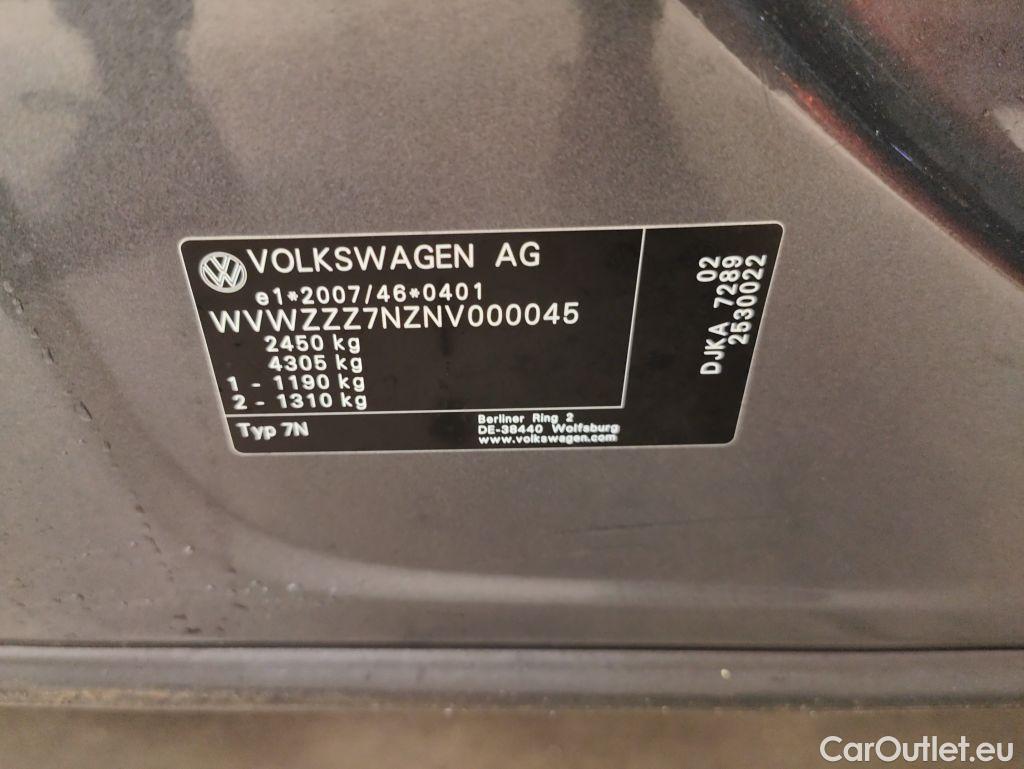 VOLKSWAGEN AG
e1*2007/46*0401
WVWZZZ7NZNV000045
2450 kg
4305 kg
1 - 1190 kg
2 - 1310 kg
Typ 7N
Berliner Ring 2
DE-38440 Wolfsburg
www.volkswagen.com
02
DJKA 7289
2530022
CarOutlet.eu